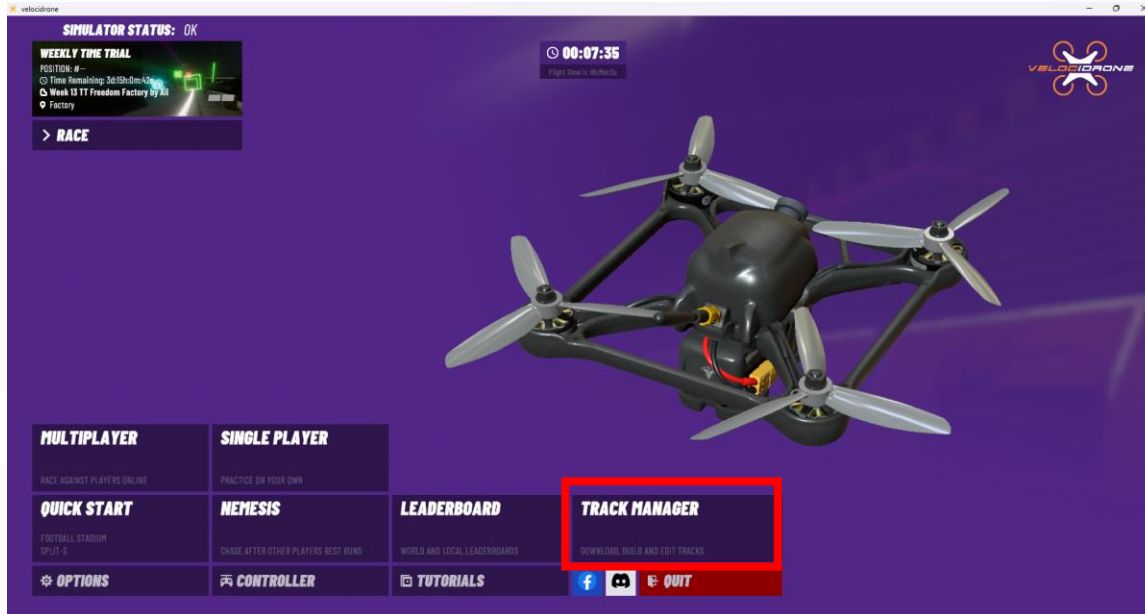 velocidrone
SIMULATOR STATUS: OK
WEEKLY TIME TRIAL
POSITION: #--
Time Remaining: 3d:15h:0m:42s
Week 13 TT Freedom Factory by Ali
Factory
> RACE
00:07:35
Flight Time in
VELOCIDRONE
MULTIPLAYER
RACE AGAINST PLAYERS ONLINE
SINGLE PLAYER
PRACTICE ON YOUR OWN
QUICK START
FOOTBALL STADIUM
SPLIT-S
NEMESIS
CHASE AFTER OTHER PLAYERS BEST RUNS
LEADERBOARD
WORLD AND LOCAL LEADERBOARDS
TRACK MANAGER
DOWNLOAD, BUILD AND EDIT TRACKS
OPTIONS
CONTROLLER
TUTORIALS
QUIT